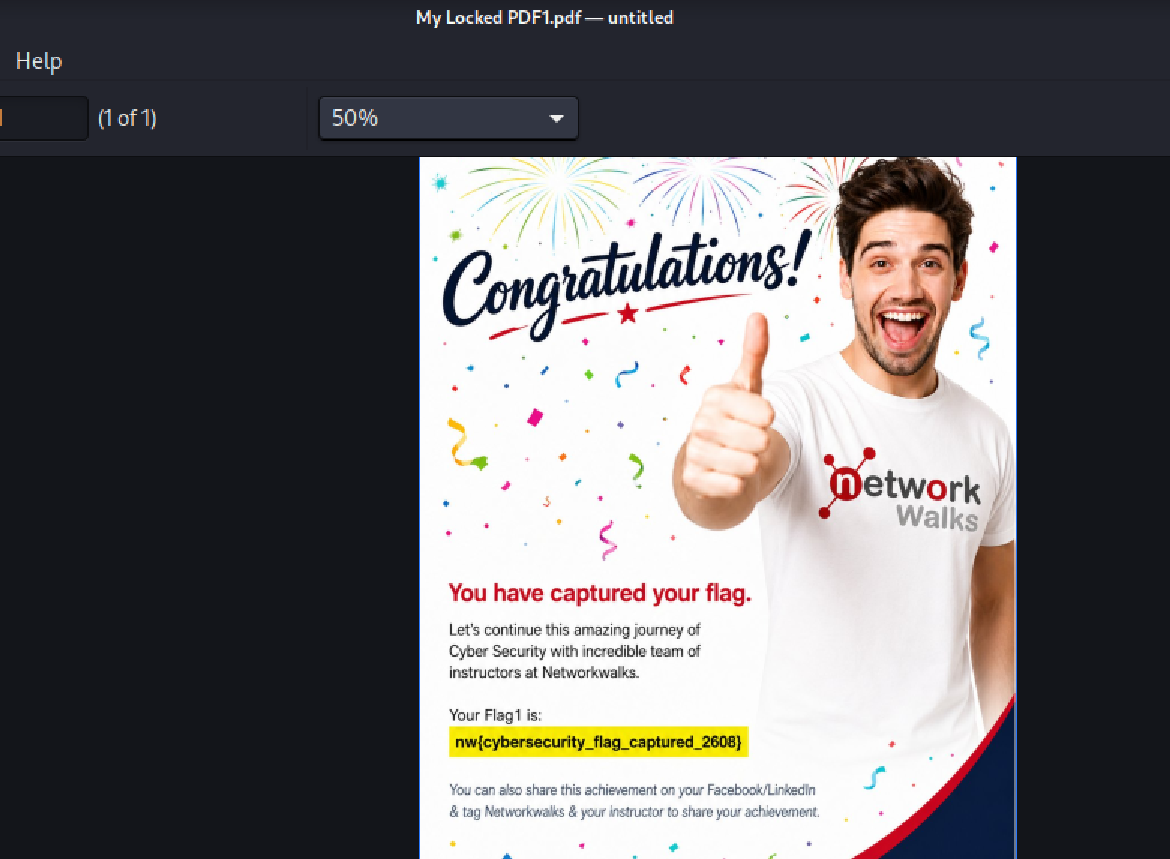 My Locked PDF1.pdf — untitled
Help
(1 of 1)
50%
Congratulations!
network
Walks
You have captured your flag.
Let's continue this amazing journey of
Cyber Security with incredible team of
instructors at Networkwalks.
Your Flag1 is:
nw{cybersecurity_flag_captured_2608}
You can also share this achievement on your Facebook/LinkedIn
& tag Networkwalks & your instructor to share your achievement.